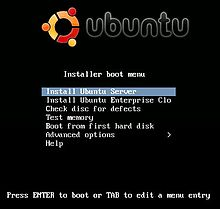 ubuntu
Installer boot menu
Install Ubuntu Server
Install Ubuntu Enterprise Clo
Check disc for defects
Test memory
Boot from first hard disk
Advanced options >
Help
Press ENTER to boot or TAB to edit a menu entry